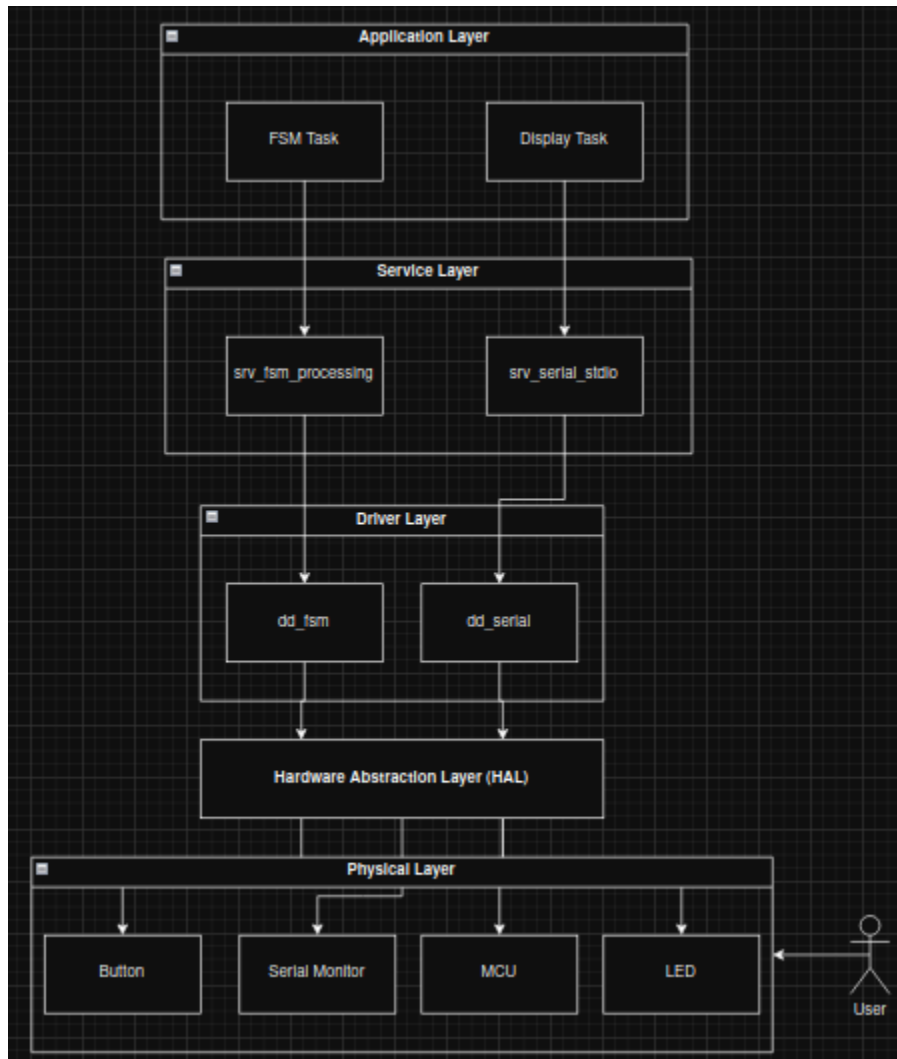 Application Layer
FSM Task
Display Task
Service Layer
srv_fsm_processing
srv_serial_stdio
Driver Layer
dd_fsm
dd_serial
Hardware Abstraction Layer (HAL)
Physical Layer
Button
Serial Monitor
MCU
LED
User